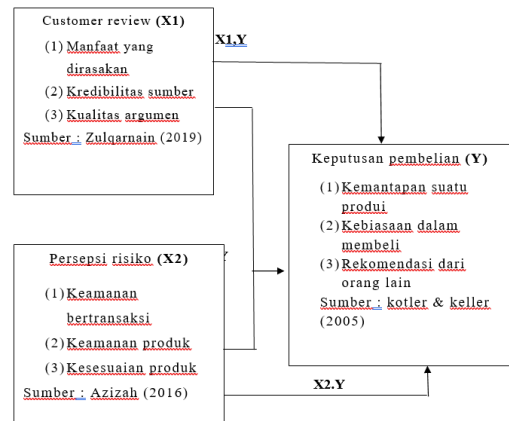 Customer review (X1)
(1) Manfaat yang
dirasakan
(2) Kredibilitas sumber
(3) Kualitas argumen
Sumber : Zulqarnain (2019)
X1,Y
Keputusan pembelian (Y)
(1) Kemantapan suatu
produi
(2) Kebiasaan dalam
membeli
(3) Rekomendasi dari
orang lain
Sumber : kotler & keller
(2005)
Persepsi risiko (X2)
(1) Keamanan
bertransaksi
(2) Keamanan produk
(3) Kesesuaian produk
Sumber : Azizah (2016)
X2.Y